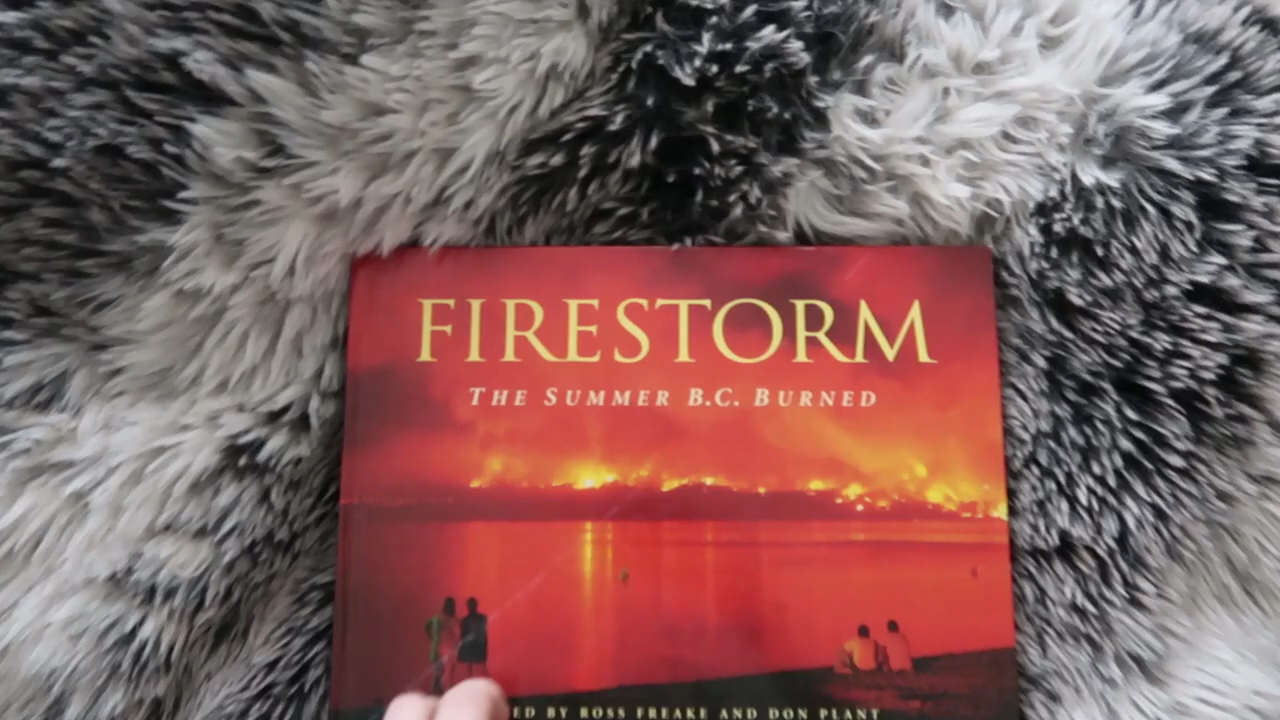 FIRESTORM
THE SUMMER B.C. BURNED
ED BY ROSS FREAKE AND DON PLANT